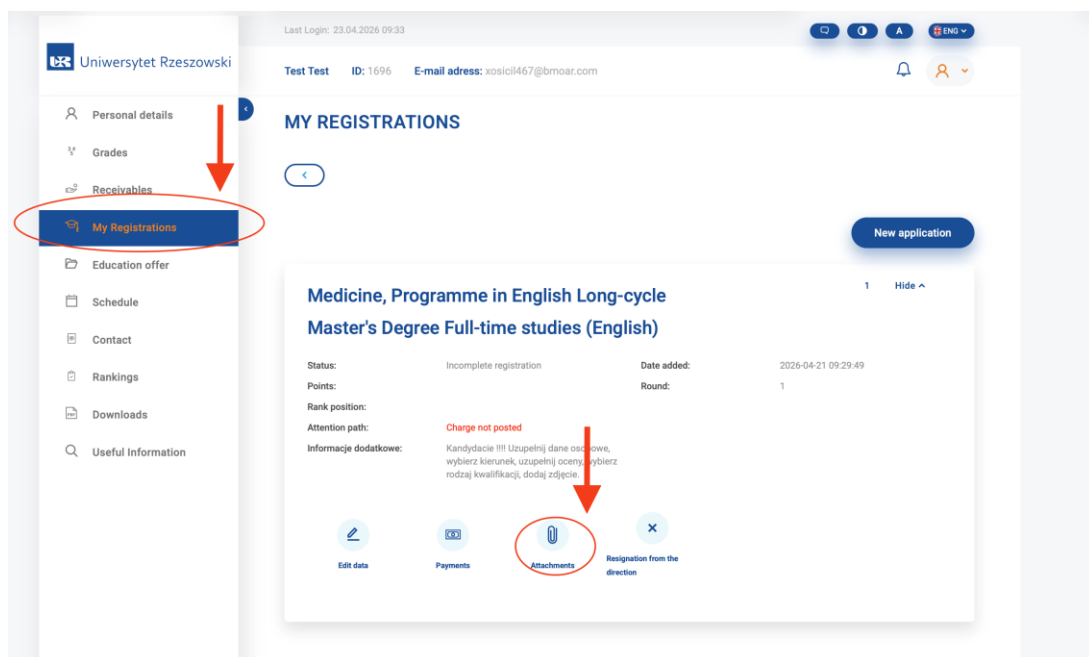 Last Login: 23.04.2026 09:33
A
ENG
UR
Uniwersytet Rzeszowski
Test Test ID: 1696 E-mail adress: xosicil467@bmoar.com
Personal details
Grades
Receivables
My Registrations
Education offer
Schedule
Contact
Rankings
Downloads
Useful Information
MY REGISTRATIONS
New application
Medicine, Programme in English Long-cycle
Master's Degree Full-time studies (English)
1 Hide
Status: Incomplete registration Date added: 2026-04-21 09:29:49
Points: Round: 1
Rank position:
Attention path: Charge not posted
Informacje dodatkowe: Kandydacie !!!! Uzupełnij dane osobowe,
wybierz kierunek, uzupełnij oceny, wybierz
rodzaj kwalifikacji, dodaj zdjęcie.
Edit data
Payments
Attachments
Resignation from the
direction